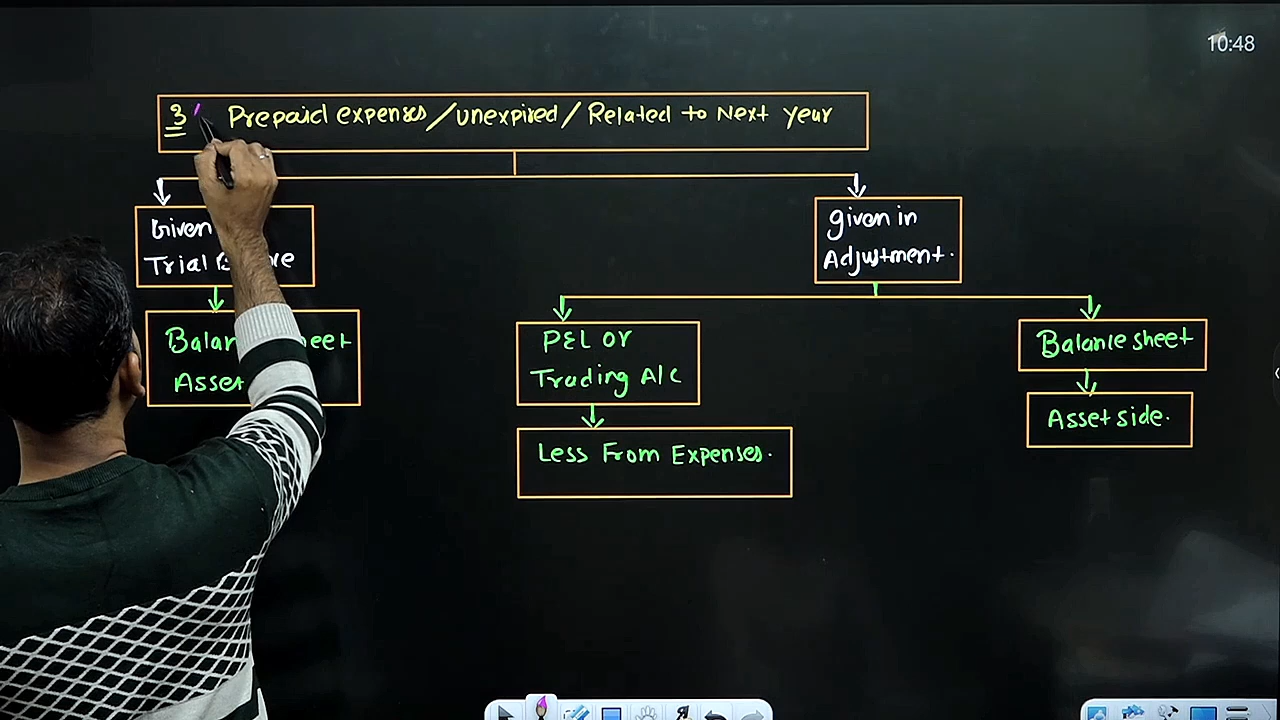 10:48
3 Prepaid expenses/unexpired/Related to Next year
Given
Trial
given in
Adjustment.
Asset
P&L or
Trading A/c
Less From Expenses.
Balance sheet
Asset side.